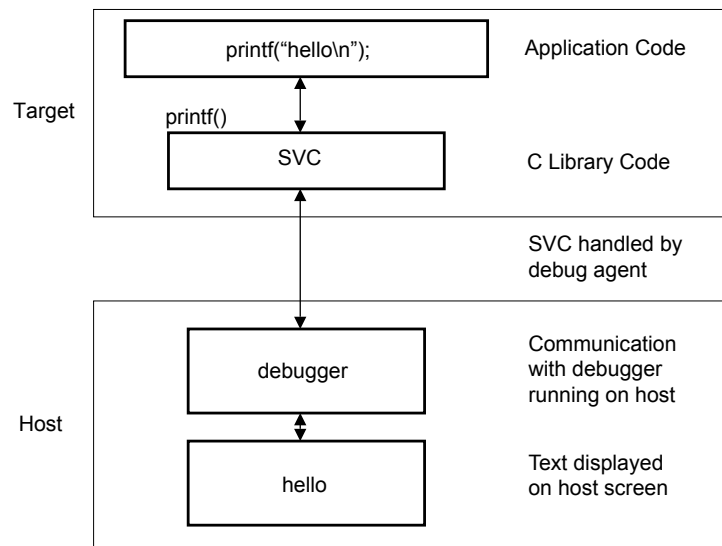 printf(“hello\n”);
Application Code
Target
printf()
SVC
C Library Code
SVC handled by
debug agent
debugger
Communication
with debugger
running on host
Host
hello
Text displayed
on host screen